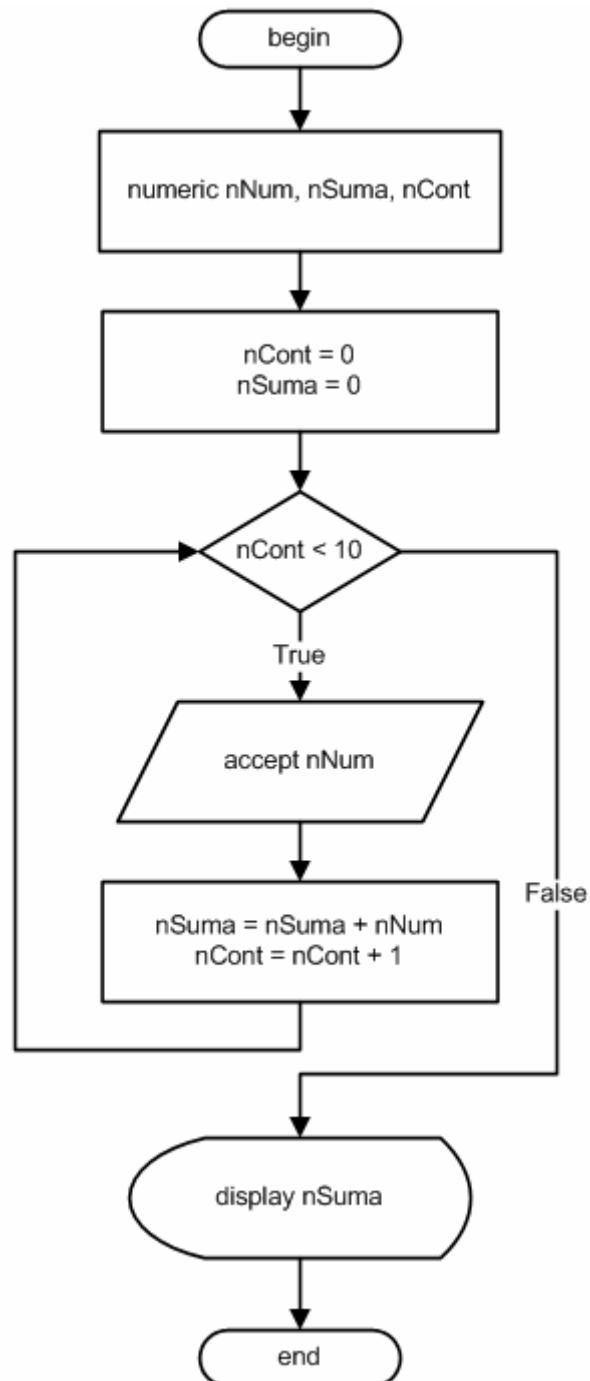 begin
numeric nNum, nSuma, nCont
nCont = 0
nSuma = 0
nCont < 10
True
accept nNum
nSuma = nSuma + nNum
nCont = nCont + 1
False
display nSuma
end